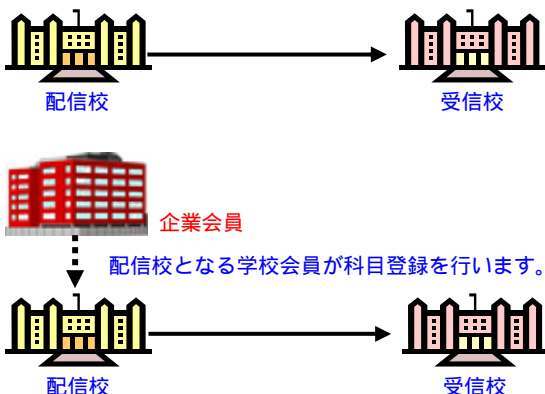 配信校
受信校
企業会員
配信校となる学校会員が科目登録を行います。
配信校
受信校